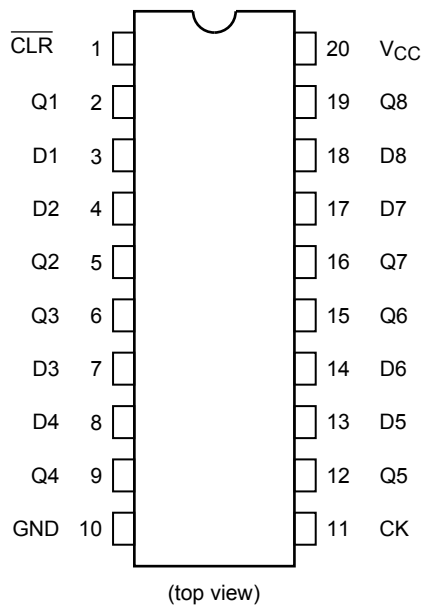 C̅L̅R̅ 1 20 VCC
Q1 2 19 Q8
D1 3 18 D8
D2 4 17 D7
Q2 5 16 Q7
Q3 6 15 Q6
D3 7 14 D6
D4 8 13 D5
Q4 9 12 Q5
GND 10 11 CK
(top view)